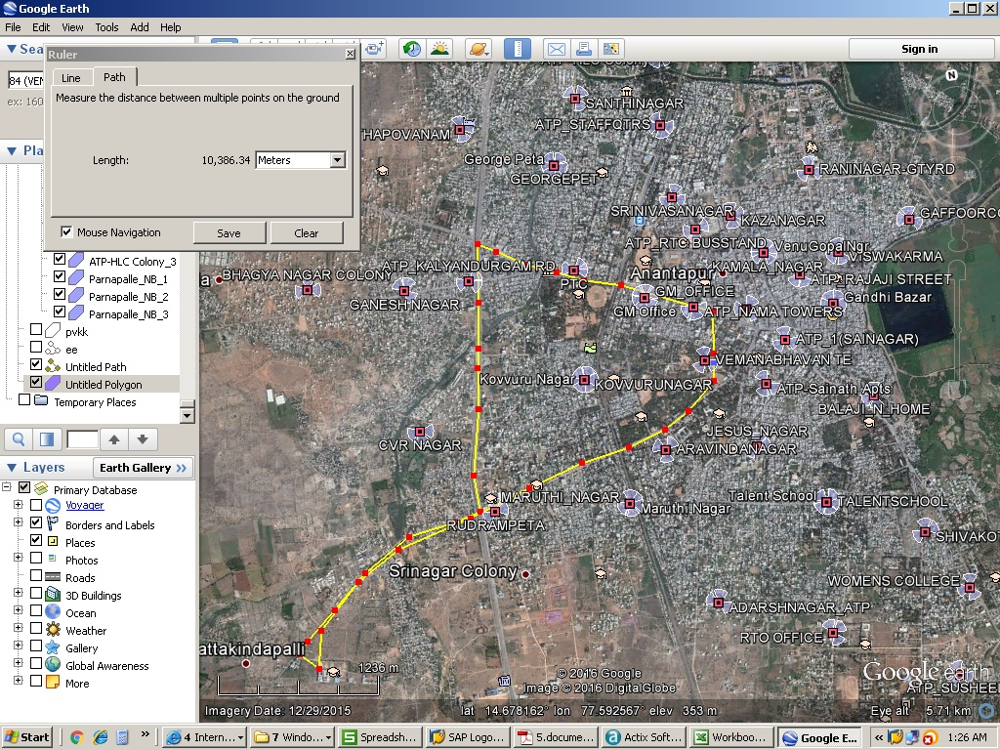 Google Earth
File Edit View Tools Add Help
Ruler
Line Path
Measure the distance between multiple points on the ground
Length: 10,386.34 Meters
Mouse Navigation Save Clear
Sign in
84 (VEN
ex: 160
ATP-HLC Colony_3
Parnapalle_NB_1
Parnapalle_NB_2
Parnapalle_NB_3
pvkk
ee
Untitled Path
Untitled Polygon
Temporary Places
Layers Earth Gallery >>
Primary Database
Voyager
Borders and Labels
Places
Photos
Roads
3D Buildings
Ocean
Weather
Gallery
Global Awareness
More
N
SANTHINAGAR
HAPOVANAM
ATP_STAFFQTRS
George Peta
GEORGEPET
RANINAGAR-GTYRD
SRINIVASANAGAR
KAZANAGAR
GAFFOORCO
ATP_RTC BUSSTAND
VenuGopalNgr
VISWAKARMA
BHAGYA NAGAR COLONY
ATP_KALYANDURGAM RD
PTC
Anantapur
KAMALA_NAGAR
ATP_RAJAJI STREET
GANESH NAGAR
GM_OFFICE
GM Office
Gandhi Bazar
ATP_NAMA TOWERS
ATP_1(SAINAGAR)
VEMANABHAVAN TE
Kovvuru Nagar
KOVVURUNAGAR
ATP-Sainath Apts
BALAJI_N_HOME
JESUS_NAGAR
CVR NAGAR
ARAVINDANAGAR
MARUTHI_NAGAR
Maruthi Nagar
Talent School
TALENTSCHOOL
RUDRAMPETA
SHIVAKO
Srinagar Colony
WOMENS COLLEGE
ADARSHNAGAR_ATP
RTO OFFICE
attakindapalli
1236 m
© 2016 Google
Image © 2016 DigitalGlobe
Google earth
ATP_SUSHEE
Imagery Date: 12/29/2015 lat 14.678162° lon 77.592567° elev 353 m Eye alt 5.71 km
Start
4 Intern...
7 Windo...
Spreadsh...
SAP Logo...
5.docume...
Actix Soft...
Workboo...
Google E...
1:26 AM